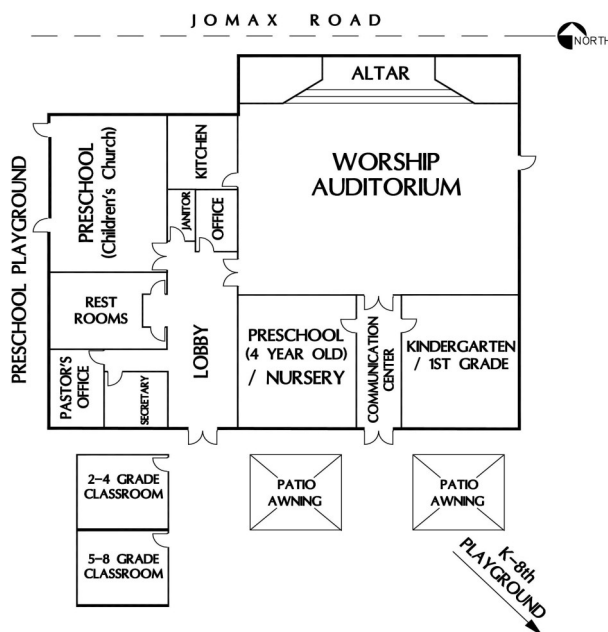 JOMAX ROAD
NORTH
ALTAR
WORSHIP
AUDITORIUM
KITCHEN
PRESCHOOL
(Children's Church)
PRESCHOOL PLAYGROUND
JANITOR
OFFICE
REST
ROOMS
LOBBY
PRESCHOOL
(4 YEAR OLD)
/ NURSERY
COMMUNICATION
CENTER
KINDERGARTEN
/ 1ST GRADE
PASTOR'S
OFFICE
SECRETARY
2-4 GRADE
CLASSROOM
PATIO
AWNING
PATIO
AWNING
5-8 GRADE
CLASSROOM
K-8th
PLAYGROUND